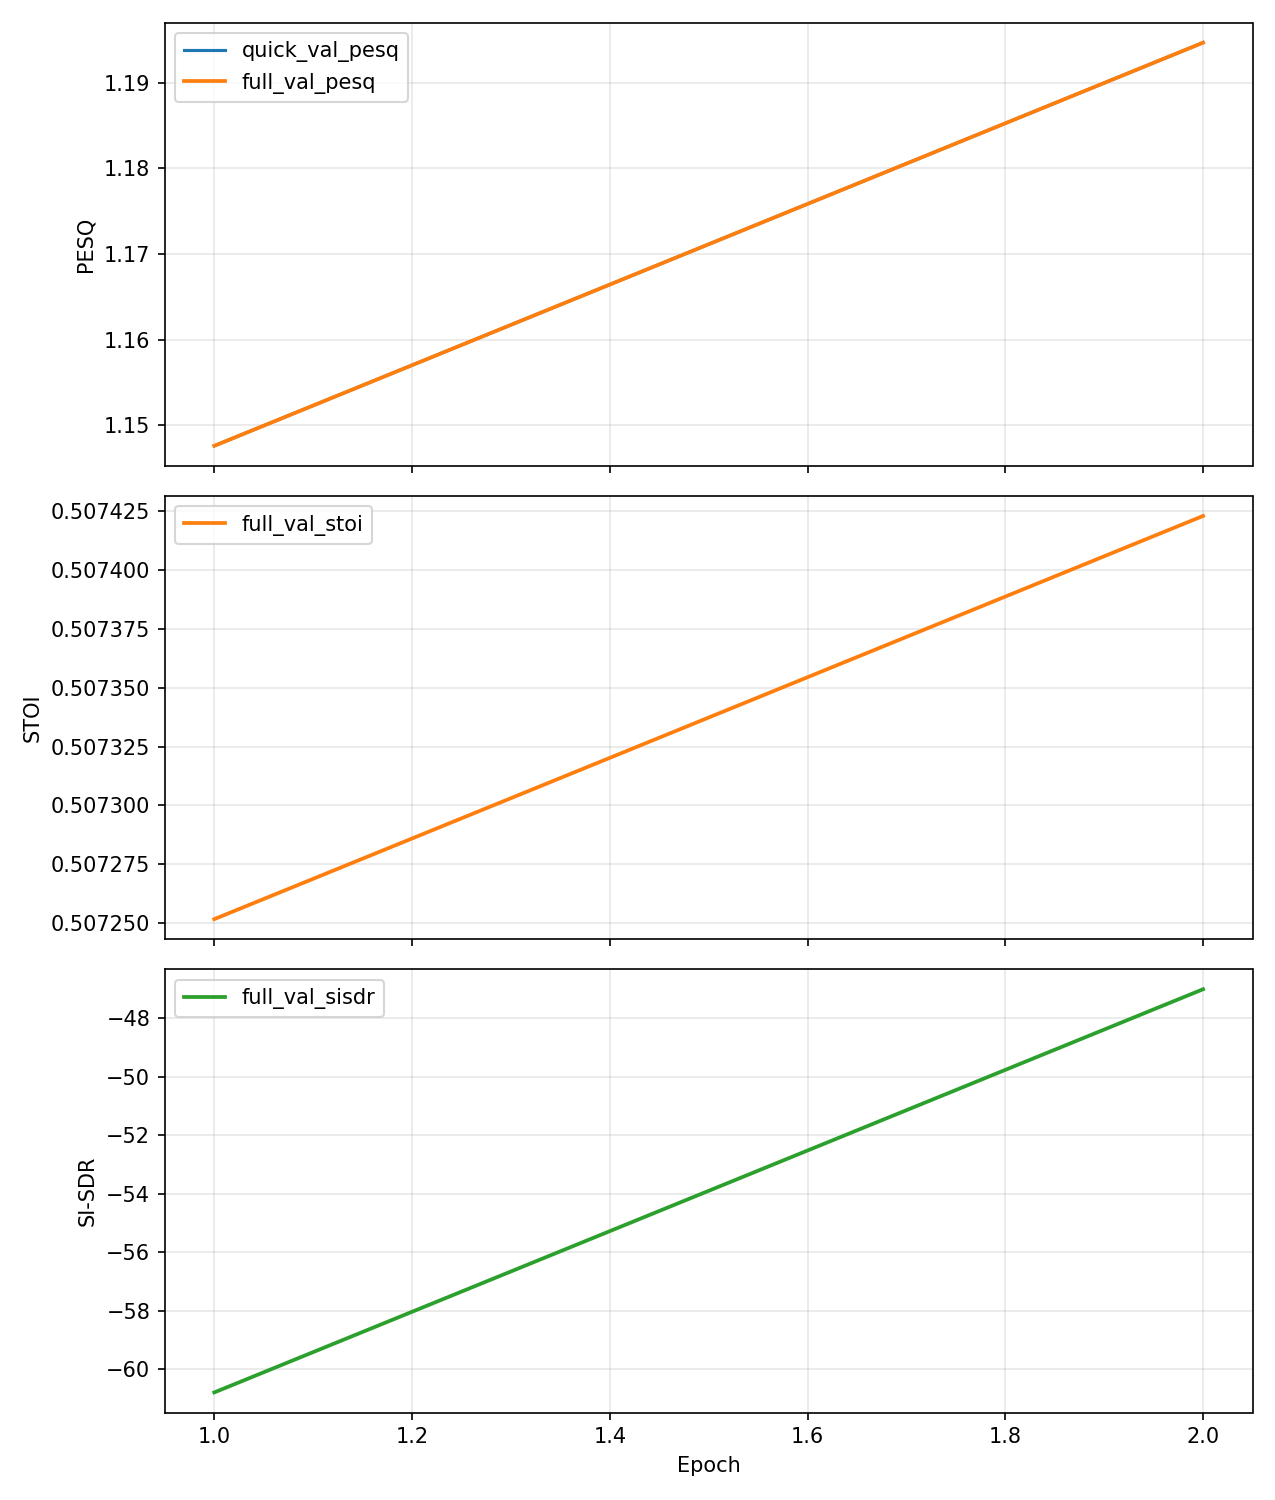 quick_val_pesq
full_val_pesq
1.19
1.18
1.17
1.16
1.15
PESQ
full_val_stoi
0.507425
0.507400
0.507375
0.507350
0.507325
0.507300
0.507275
0.507250
STOI
full_val_sisdr
−48
−50
−52
−54
−56
−58
−60
SI-SDR
1.0 1.2 1.4 1.6 1.8 2.0
Epoch